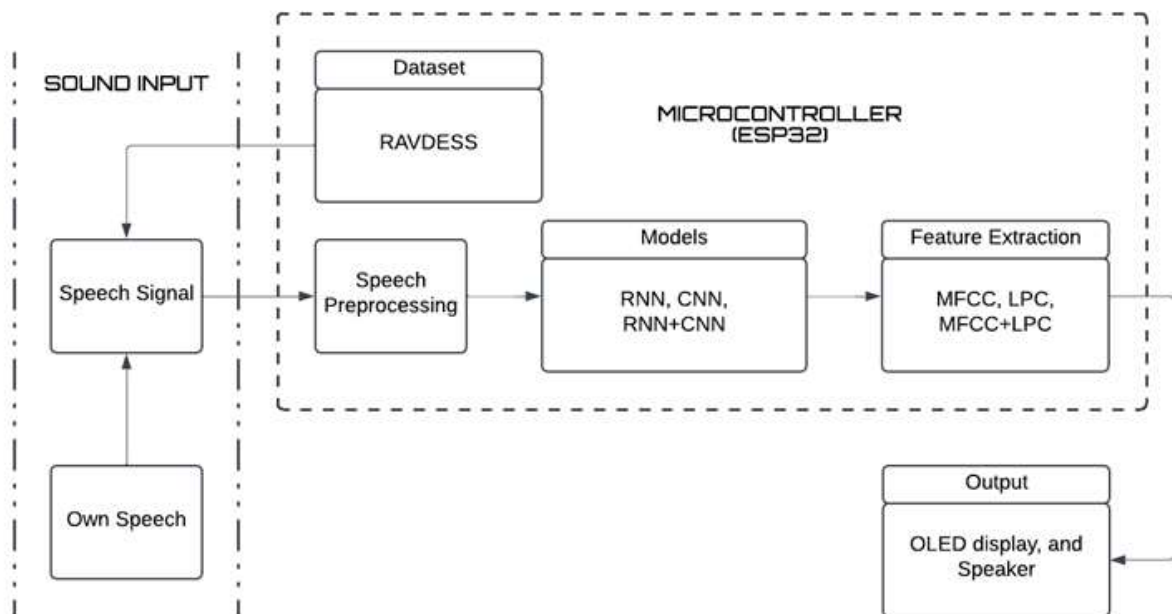 SOUND INPUT
Dataset
RAVDESS
MICROCONTROLLER
(ESP32)
Speech Signal
Speech
Preprocessing
Models
RNN, CNN,
RNN+CNN
Feature Extraction
MFCC, LPC,
MFCC+LPC
Own Speech
Output
OLED display, and
Speaker